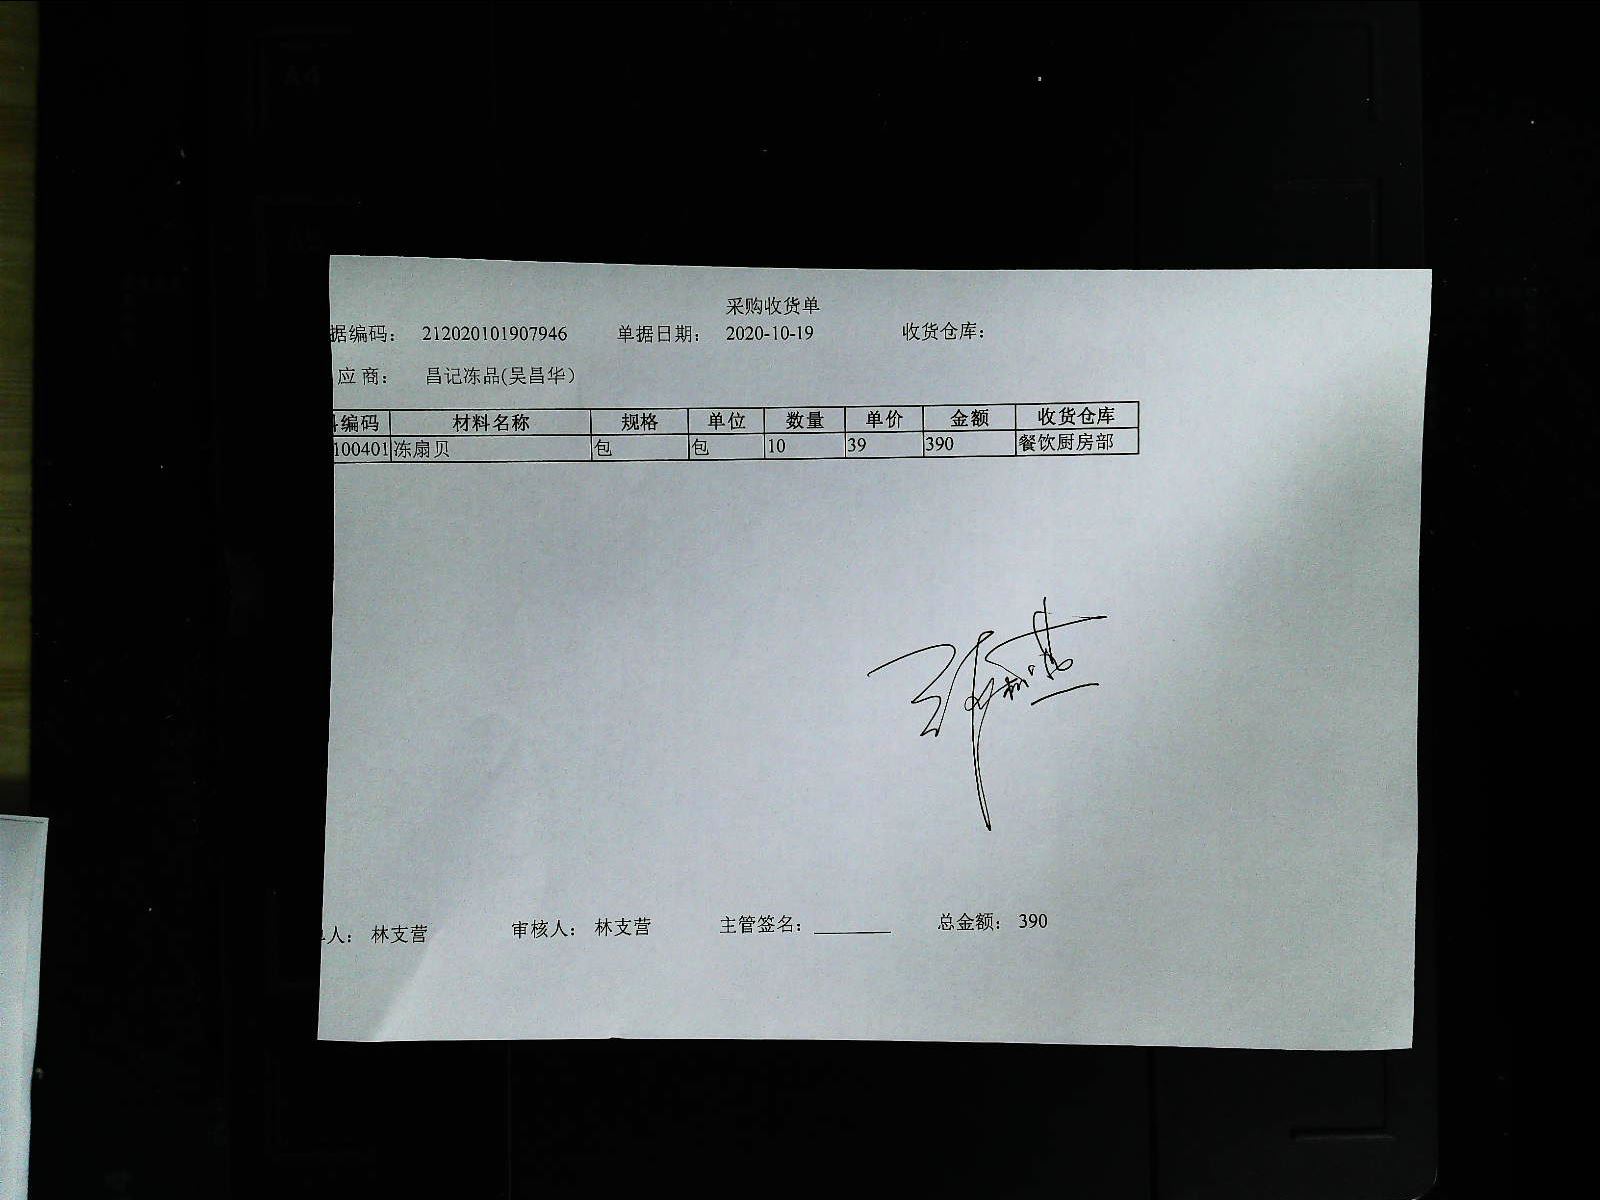 采购收货单
据编码： 212020101907946 单据日期： 2020-10-19 收货仓库：
应商： 昌记冻品(吴昌华）
编码 材料名称 规格 单位 数量 单价 金额 收货仓库
100401 冻扇贝 包 包 10 39 390 餐饮厨房部
人： 林支营 审核人： 林支营 主管签名： 总金额： 390